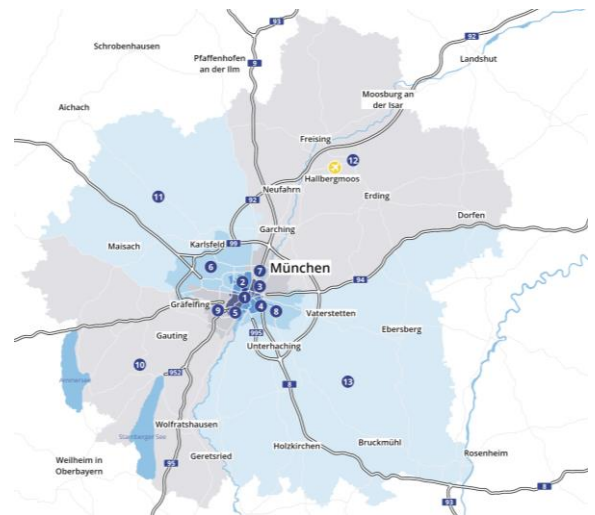 93
92
Schrobenhausen
Pfaffenhofen
an der Ilm
9
Landshut
Moosburg an
der Isar
Aichach
Freising
12
Hallbergmoos
Neufahrn
Erding
11
92
Garching
Dorfen
Maisach
Karlsfeld
99
6
7
München
2
3
94
1
Gräfelfing
9
5
4
8
Vaterstetten
Ebersberg
Gauting
995
Unterhaching
10
952
8
13
Ammersee
Starnberger See
Wolfratshausen
Weilheim in
Oberbayern
95
Geretsried
Holzkirchen
Bruckmühl
Rosenheim
8
93